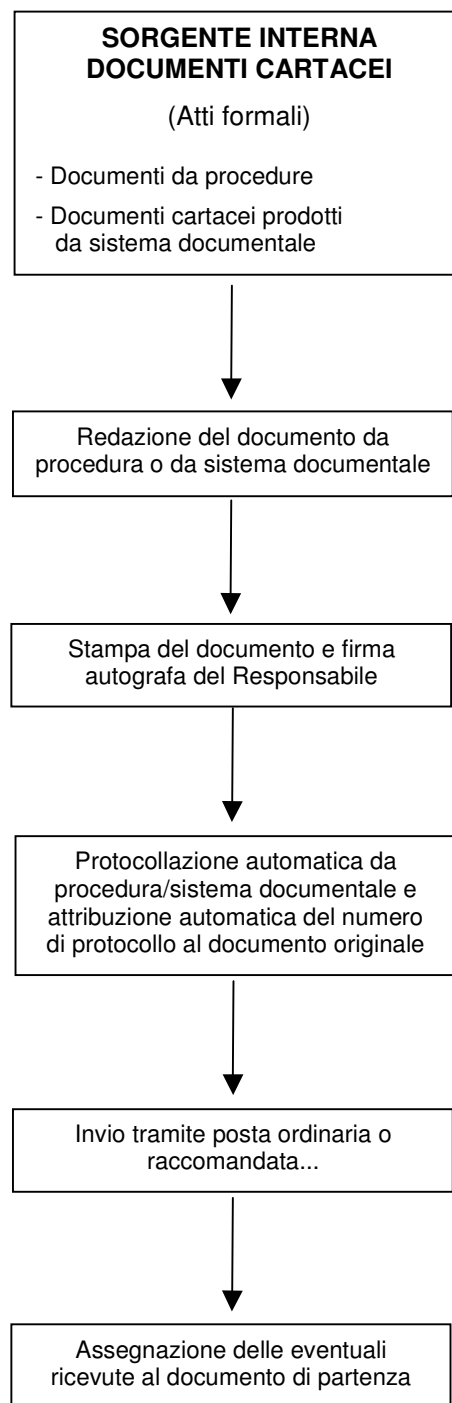 SORGENTE INTERNA
DOCUMENTI CARTACEI
(Atti formali)
- Documenti da procedure
- Documenti cartacei prodotti
da sistema documentale
Redazione del documento da
procedura o da sistema documentale
Stampa del documento e firma
autografa del Responsabile
Protocollazione automatica da
procedura/sistema documentale e
attribuzione automatica del numero
di protocollo al documento originale
Invio tramite posta ordinaria o
raccomandata...
Assegnazione delle eventuali
ricevute al documento di partenza